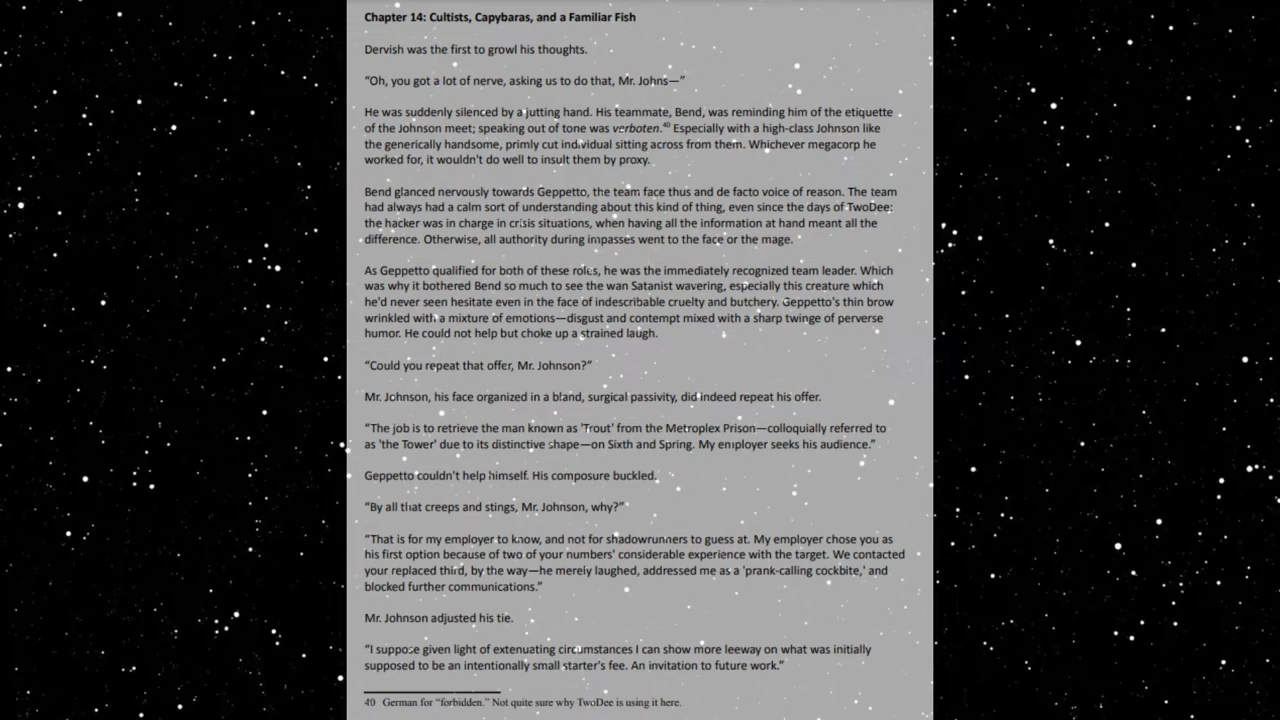 Chapter 14: Cultists, Capybaras, and a Familiar Fish
Dervish was the first to growl his thoughts.
“Oh, you got a lot of nerve, asking us to do that, Mr. Johns—”
He was suddenly silenced by a jutting hand. His teammate, Bend, was reminding him of the etiquette
of the Johnson meet; speaking out of tone was verboten.40 Especially with a high-class Johnson like
the generically handsome, primly cut individual sitting across from them. Whichever megacorp he
worked for, it wouldn't do well to insult them by proxy.
Bend glanced nervously towards Geppetto, the team face thus and de facto voice of reason. The team
had always had a calm sort of understanding about this kind of thing, even since the days of TwoDee:
the hacker was in charge in crisis situations, when having all the information at hand meant all the
difference. Otherwise, all authority during impasses went to the face or the mage.
As Geppetto qualified for both of these roles, he was the immediately recognized team leader. Which
was why it bothered Bend so much to see the wan Satanist wavering, especially this creature which
he'd never seen hesitate even in the face of indescribable cruelty and butchery. Geppetto's thin brow
wrinkled with a mixture of emotions—disgust and contempt mixed with a sharp twinge of perverse
humor. He could not help but choke up a strained laugh.
“Could you repeat that offer, Mr. Johnson?”
Mr. Johnson, his face organized in a bland, surgical passivity, did indeed repeat his offer.
“The job is to retrieve the man known as 'Trout' from the Metroplex Prison—colloquially referred to
as 'the Tower' due to its distinctive shape—on Sixth and Spring. My employer seeks his audience.”
Geppetto couldn't help himself. His composure buckled.
“By all that creeps and stings, Mr. Johnson, why?”
“That is for my employer to know, and not for shadowrunners to guess at. My employer chose you as
his first option because of two of your numbers' considerable experience with the target. We contacted
your replaced third, by the way—he merely laughed, addressed me as a 'prank-calling cockbite,' and
blocked further communications.”
Mr. Johnson adjusted his tie.
“I suppose given light of extenuating circumstances I can show more leeway on what was initially
supposed to be an intentionally small starter's fee. An invitation to future work.”
40 German for “forbidden.” Not quite sure why TwoDee is using it here.